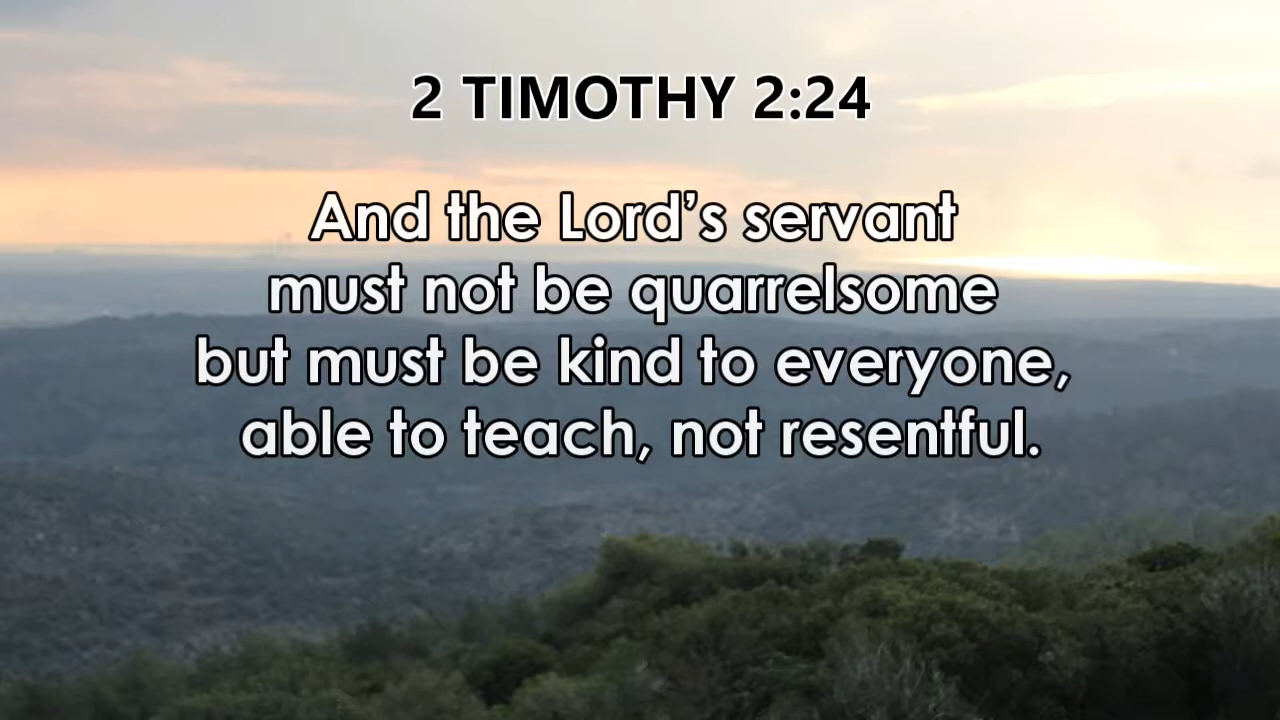 2 TIMOTHY 2:24
And the Lord’s servant
must not be quarrelsome
but must be kind to everyone,
able to teach, not resentful.